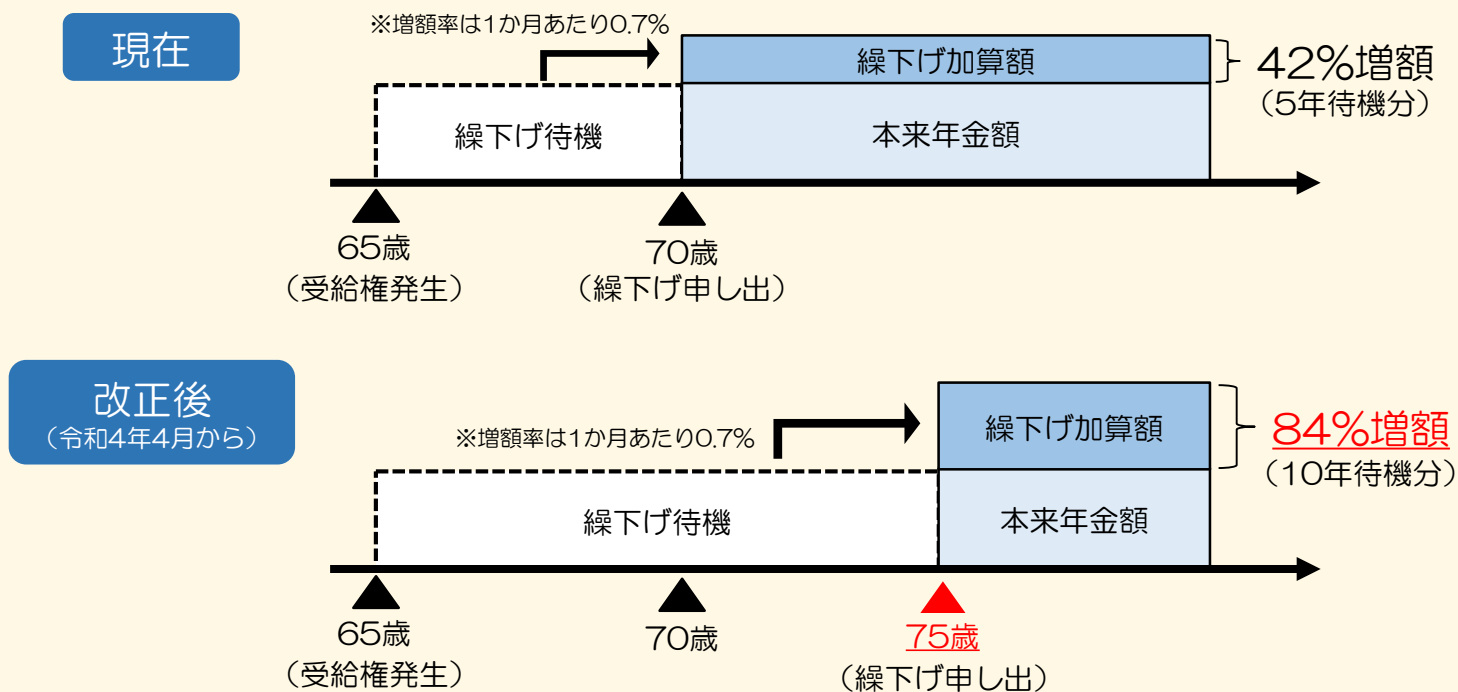 現在
※増額率は1か月あたり0.7%
繰下げ加算額
42%増額
(5年待機分)
繰下げ待機
本来年金額
65歳
(受給権発生)
70歳
(繰下げ申し出)
改正後
(令和4年4月から)
※増額率は1か月あたり0.7%
繰下げ加算額
84%増額
(10年待機分)
繰下げ待機
本来年金額
65歳
(受給権発生)
70歳
75歳
(繰下げ申し出)